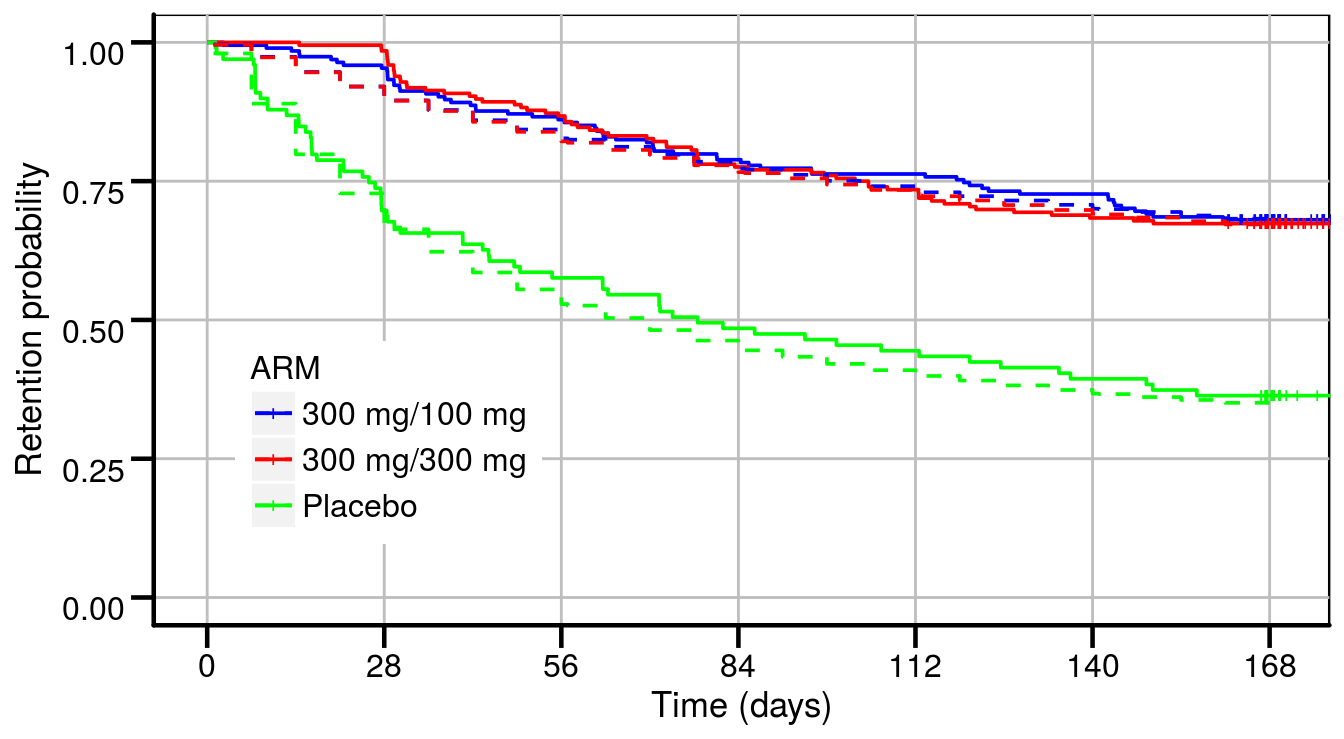 Retention probability
1.00
0.75
0.50
0.25
0.00
ARM
300 mg/100 mg
300 mg/300 mg
Placebo
0 28 56 84 112 140 168
Time (days)